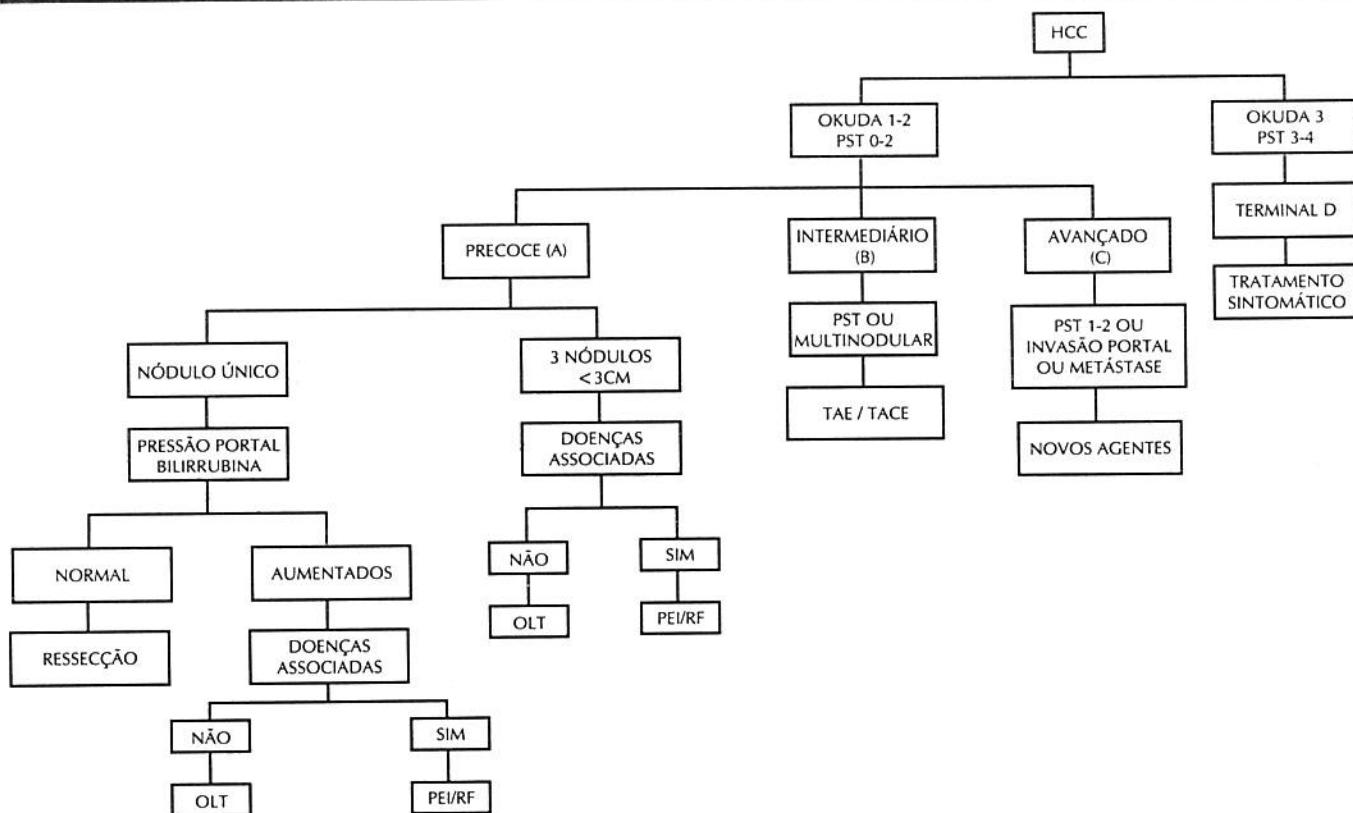 HCC
OKUDA 1-2
PST 0-2
OKUDA 3
PST 3-4
PRECOCE (A)
INTERMEDIÁRIO
(B)
AVANÇADO
(C)
TERMINAL D
TRATAMENTO
SINTOMÁTICO
NÓDULO ÚNICO
3 NÓDULOS
<3CM
PST OU
MULTINODULAR
PST 1-2 OU
INVASÃO PORTAL
OU METÁSTASE
PRESSÃO PORTAL
BILIRRUBINA
DOENÇAS
ASSOCIADAS
TAE / TACE
NOVOS AGENTES
NORMAL
AUMENTADOS
NÃO
SIM
RESSECÇÃO
DOENÇAS
ASSOCIADAS
OLT
PEI/RF
NÃO
SIM
OLT
PEI/RF